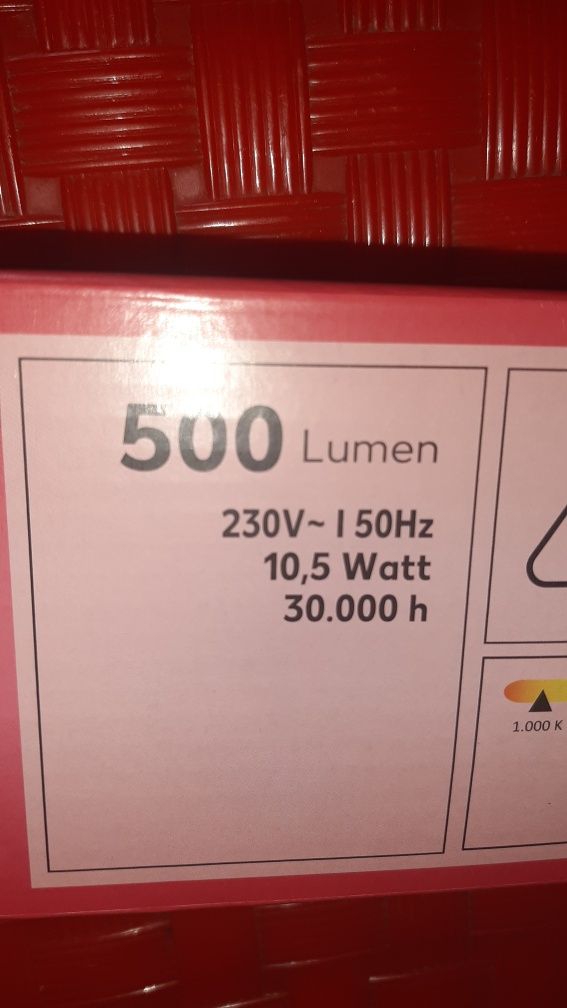 500 Lumen
230V~ I 50Hz
10,5 Watt
30.000 h
1.000 K